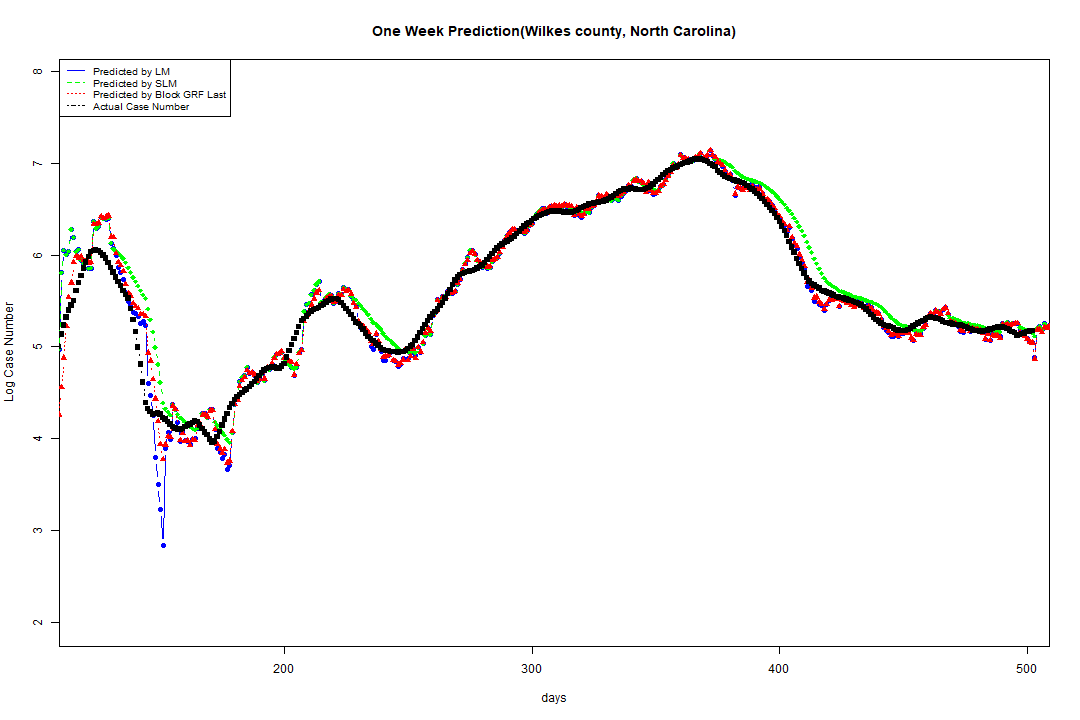 One Week Prediction(Wilkes county, North Carolina)
Predicted by LM
Predicted by SLM
Predicted by Block GRF Last
Actual Case Number
8
7
6
5
4
3
2
Log Case Number
200 300 400 500
days